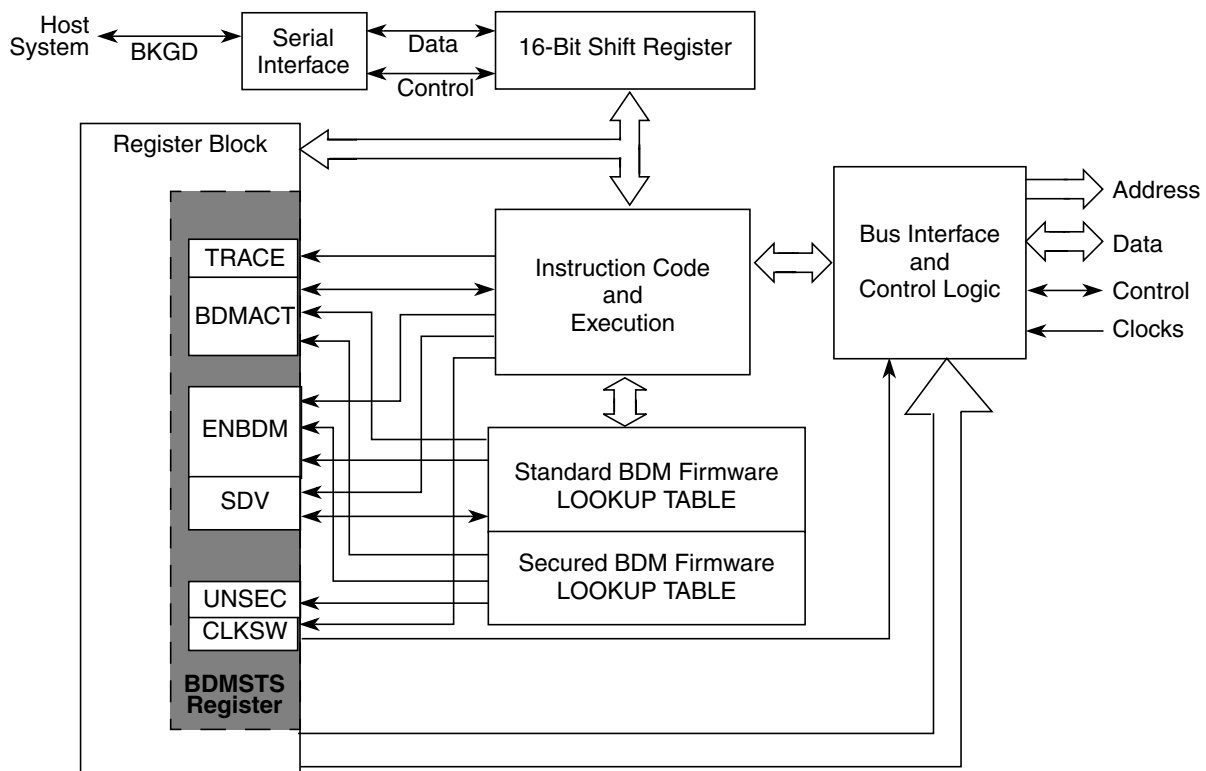 Host
System
BKGD
Serial
Interface
Data
Control
16-Bit Shift Register
Register Block
TRACE
BDMACT
ENBDM
SDV
UNSEC
CLKSW
BDMSTS
Register
Instruction Code
and
Execution
Standard BDM Firmware
LOOKUP TABLE
Secured BDM Firmware
LOOKUP TABLE
Bus Interface
and
Control Logic
Address
Data
Control
Clocks